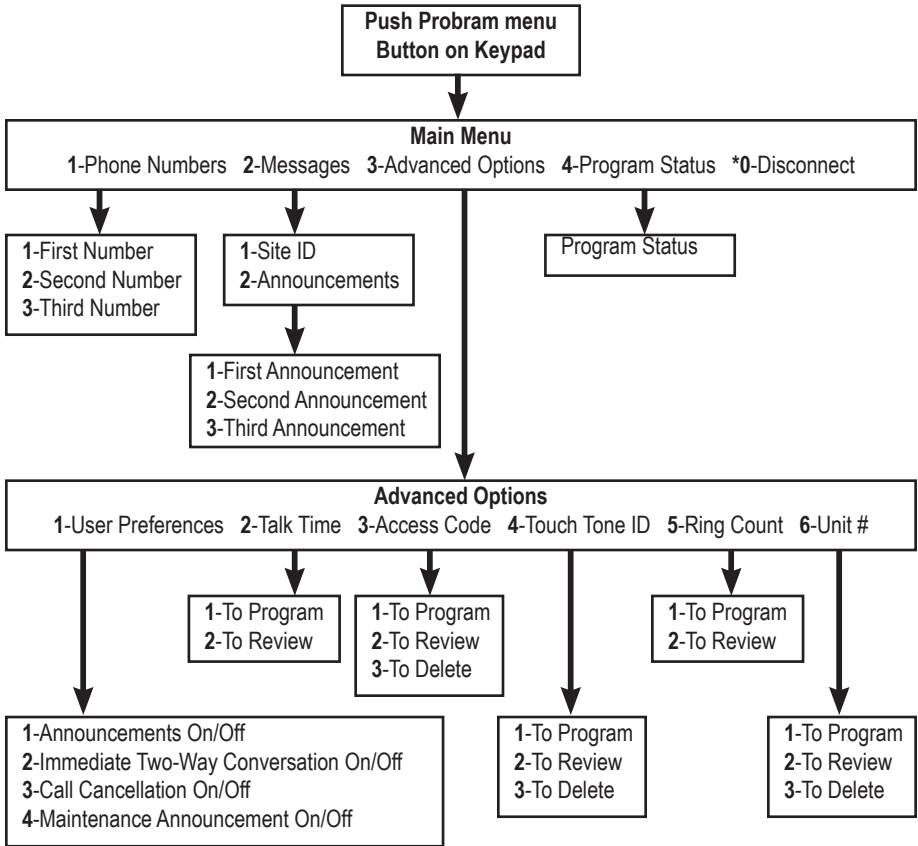 Push Probram menu
Button on Keypad
Main Menu
1-Phone Numbers 2-Messages 3-Advanced Options 4-Program Status *0-Disconnect
1-First Number
2-Second Number
3-Third Number
1-Site ID
2-Announcements
Program Status
1-First Announcement
2-Second Announcement
3-Third Announcement
Advanced Options
1-User Preferences 2-Talk Time 3-Access Code 4-Touch Tone ID 5-Ring Count 6-Unit #
1-To Program
2-To Review
1-To Program
2-To Review
3-To Delete
1-To Program
2-To Review
1-Announcements On/Off
2-Immediate Two-Way Conversation On/Off
3-Call Cancellation On/Off
4-Maintenance Announcement On/Off
1-To Program
2-To Review
3-To Delete
1-To Program
2-To Review
3-To Delete